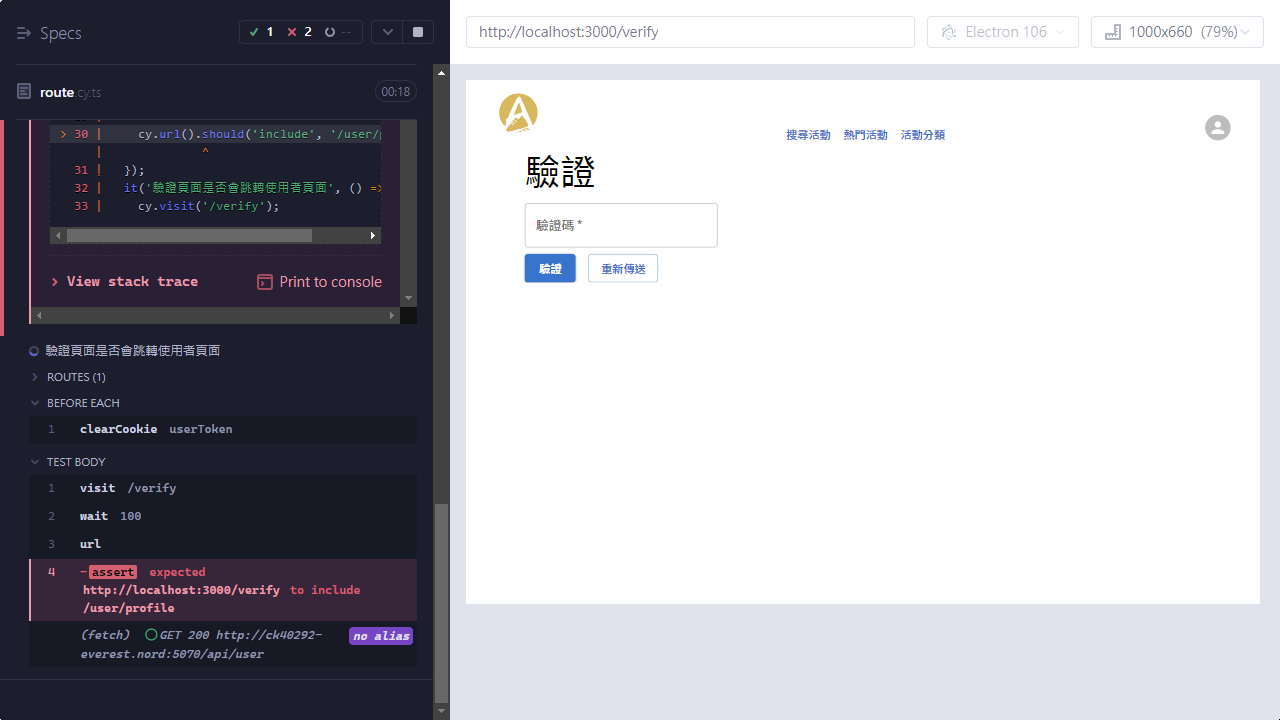 Specs
1 2 --
route.cy.ts
00:18
> 30 | cy.url().should('include', '/user/p
| ^
31 | });
32 | it('驗證頁面是否會跳轉使用者頁面', () =>
33 | cy.visit('/verify');
> View stack trace
Print to console
驗證頁面是否會跳轉使用者頁面
ROUTES (1)
BEFORE EACH
1 clearCookie userToken
TEST BODY
1 visit /verify
2 wait 100
3 url
4 -assert expected
http://localhost:3000/verify to include
/user/profile
(fetch) GET 200 http://ck40292-
everest.nord:5070/api/user
no alias
http://localhost:3000/verify
Electron 106
1000x660 (79%)
搜尋活動 熱門活動 活動分類
驗證
驗證碼 *
驗證
重新傳送